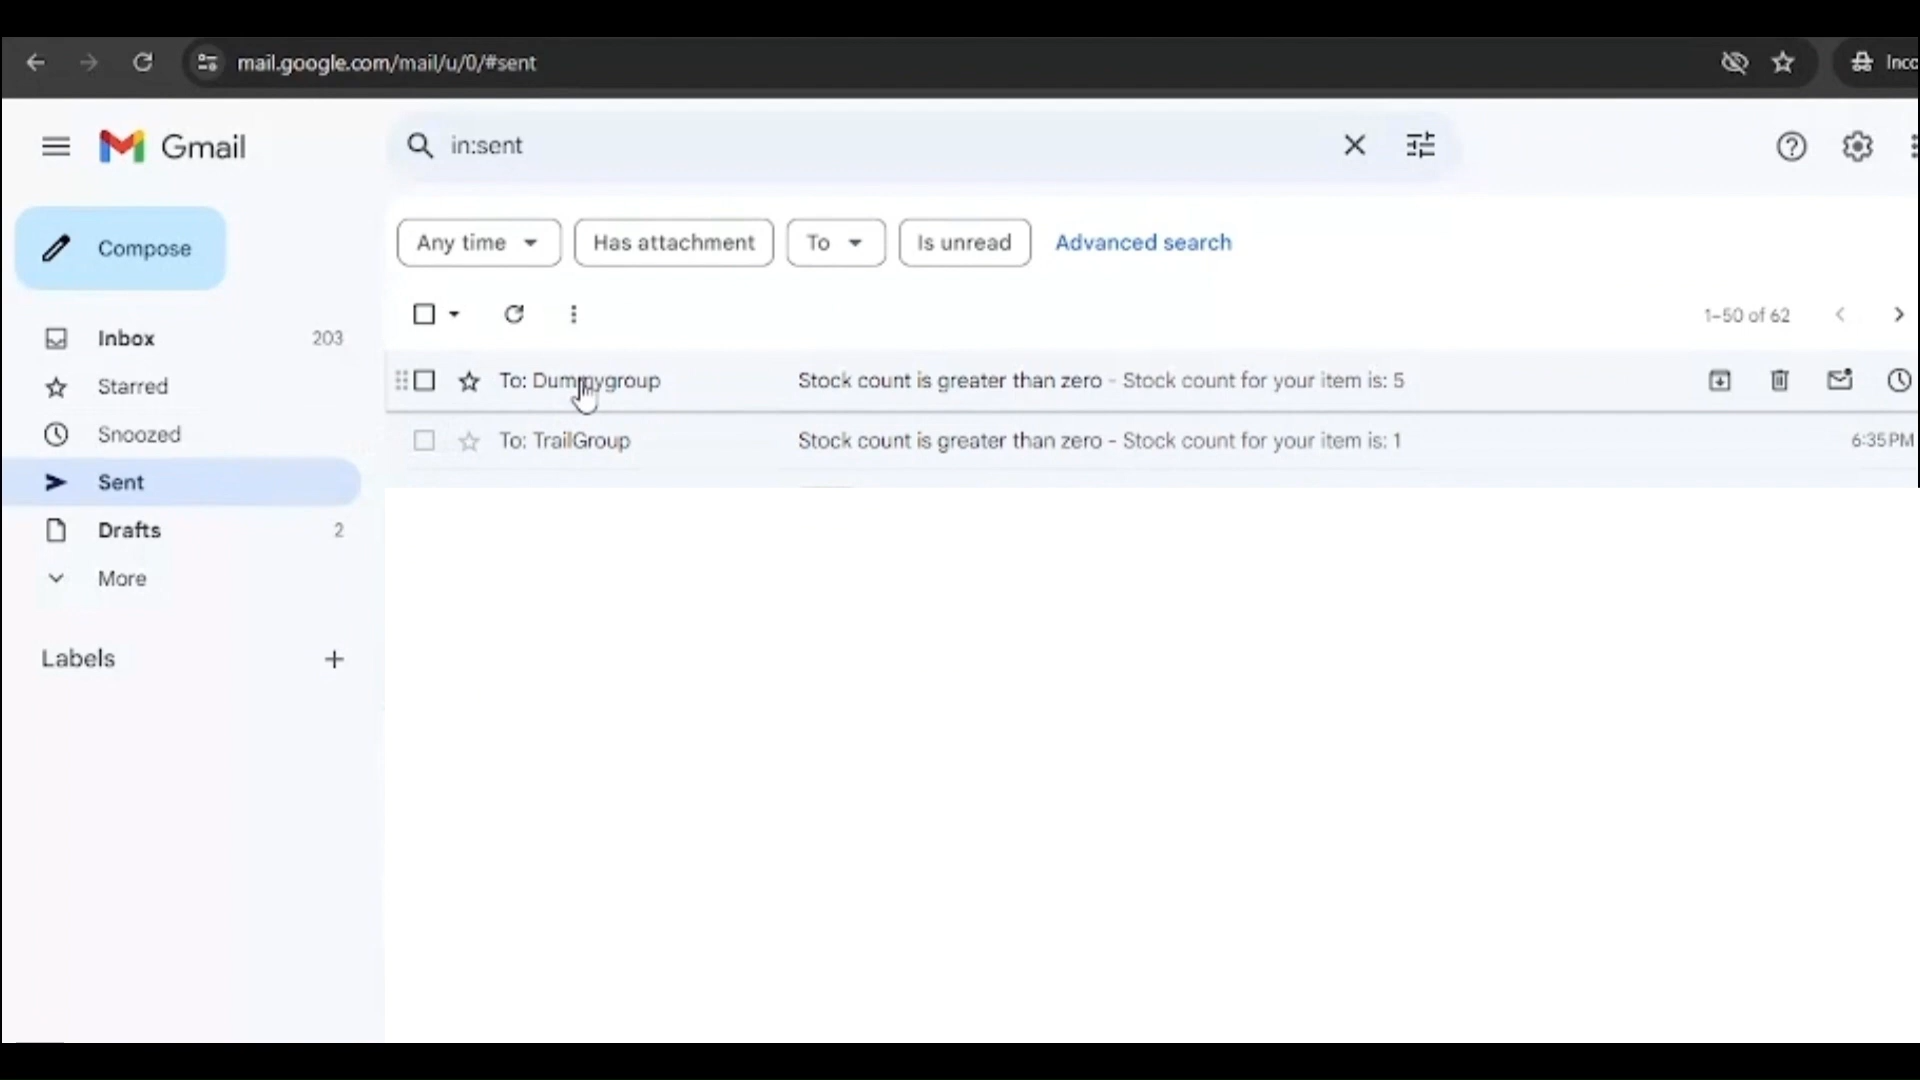 mail.google.com/mail/u/0/#sent
Inco
Gmail
in:sent
Compose
Any time
Has attachment
To
Is unread
Advanced search
1–50 of 62
Inbox 203
Starred
Snoozed
Sent
Drafts 2
More
Labels
To: Dummygroup Stock count is greater than zero - Stock count for your item is: 5
To: TrailGroup Stock count is greater than zero - Stock count for your item is: 1 6:35 PM